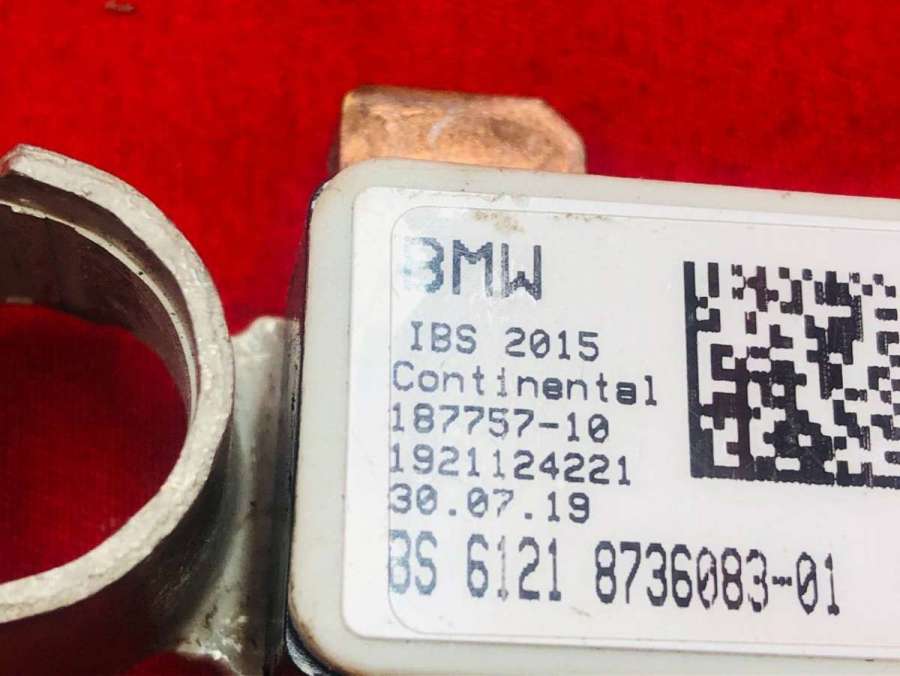 BMW
IBS 2015
Continental
187757-10
1921124221
30.07.19
BS 6121 8736083-01